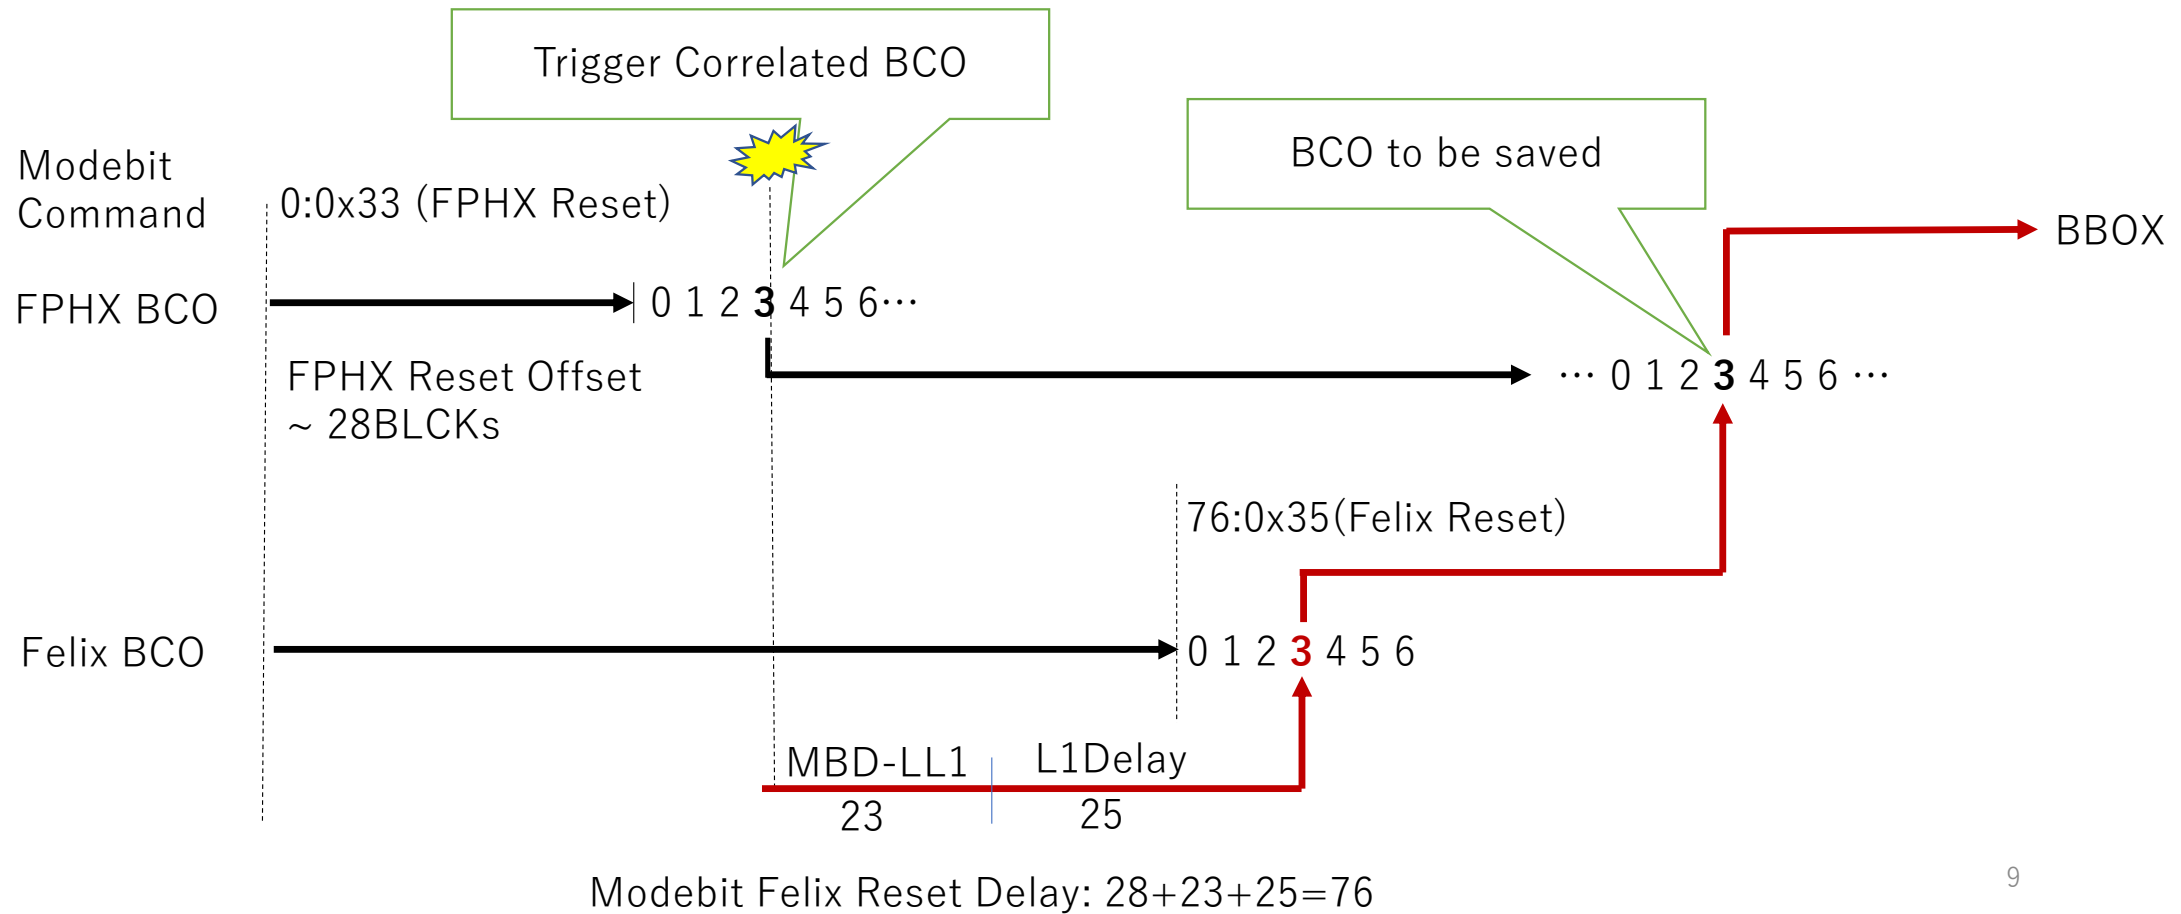 Trigger Correlated BCO
BCO to be saved
Modebit
Command
0:0x33 (FPHX Reset)
BBOX
FPHX BCO
0 1 2 3 4 5 6…
FPHX Reset Offset
~ 28BLCKs
… 0 1 2 3 4 5 6 …
76:0x35(Felix Reset)
Felix BCO
0 1 2 3 4 5 6
MBD-LL1
L1Delay
23
25
Modebit Felix Reset Delay: 28+23+25=76
9